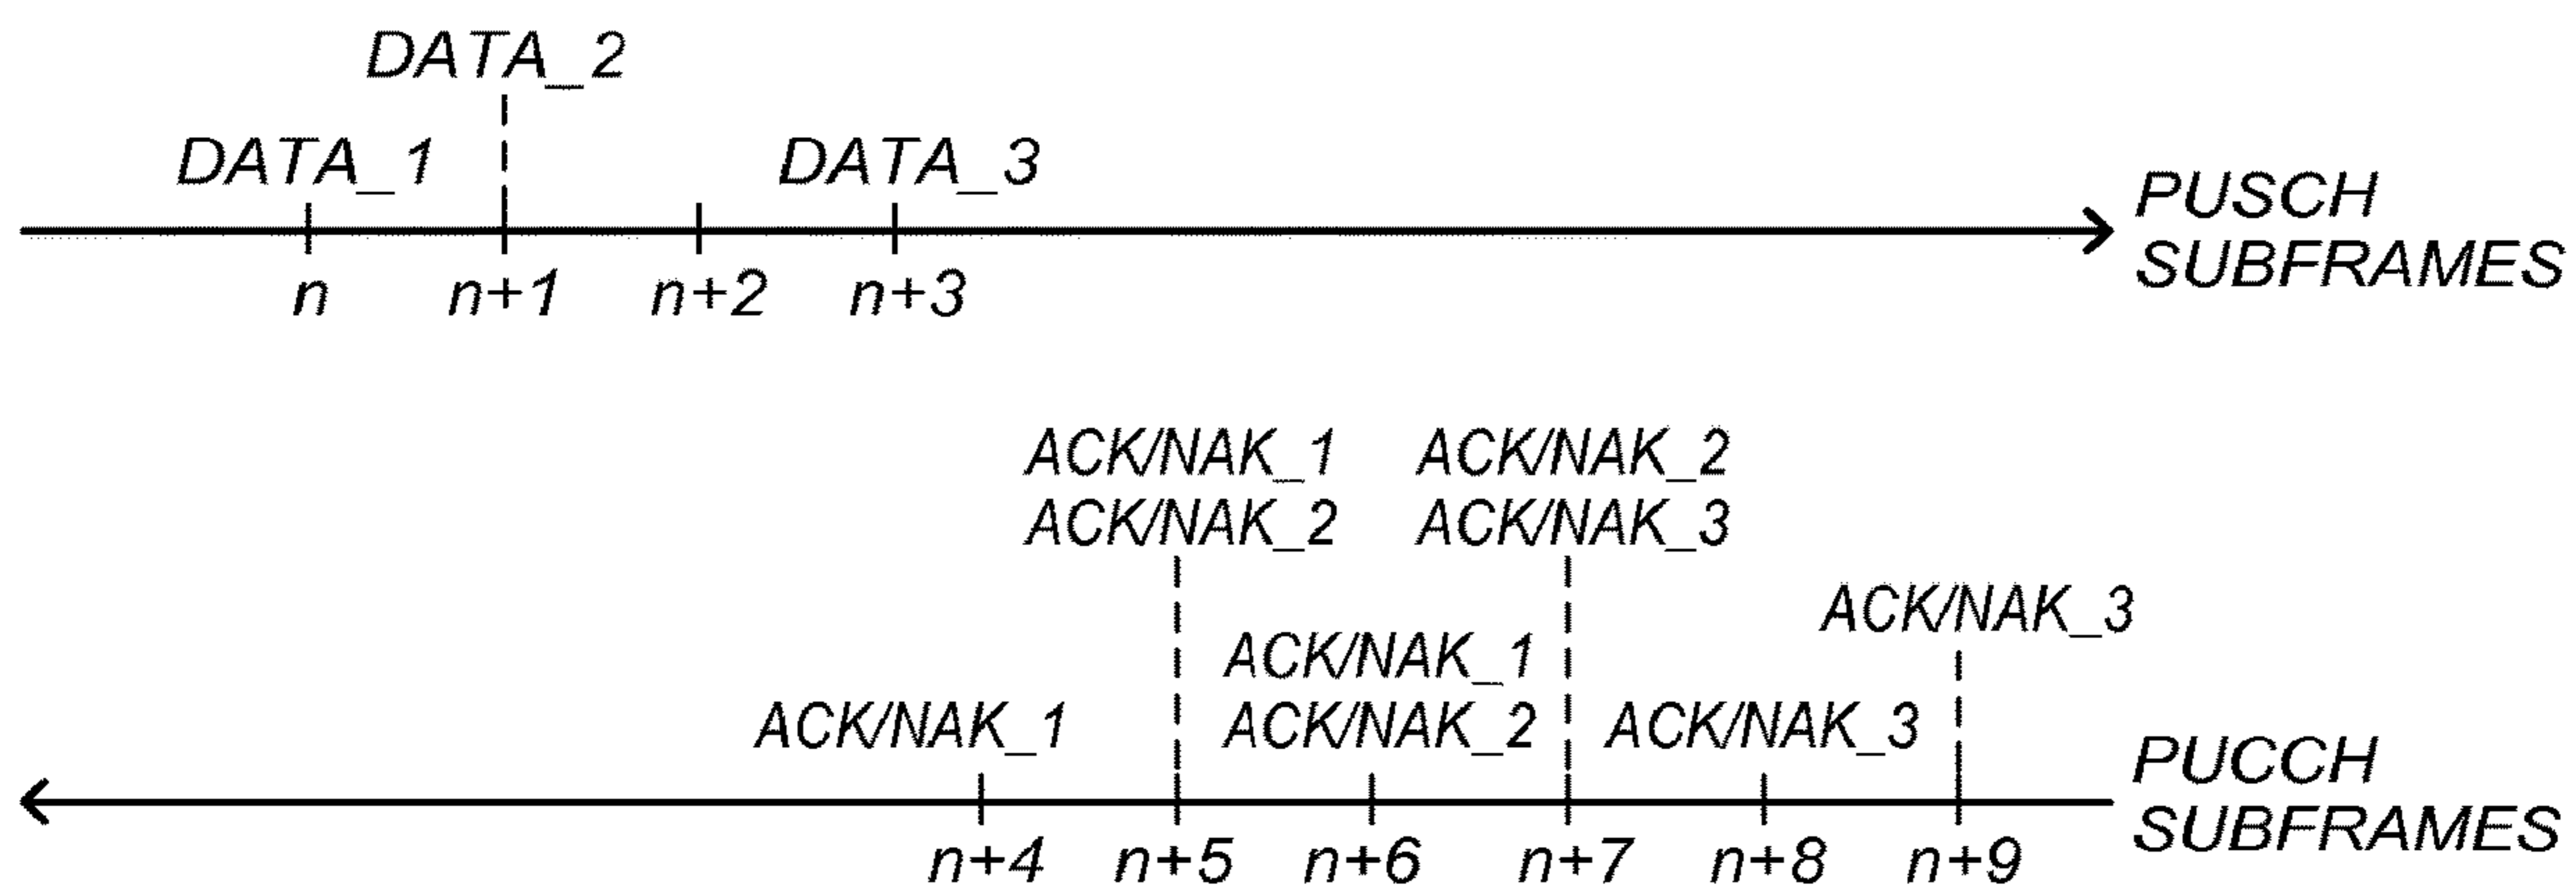 DATA_2
DATA_1
DATA_3
PUSCH
SUBFRAMES
n
n+1
n+2
n+3
ACK/NAK_1
ACK/NAK_2
ACK/NAK_2
ACK/NAK_3
ACK/NAK_3
ACK/NAK_1
ACK/NAK_1
ACK/NAK_2
ACK/NAK_3
PUCCH
SUBFRAMES
n+4
n+5
n+6
n+7
n+8
n+9